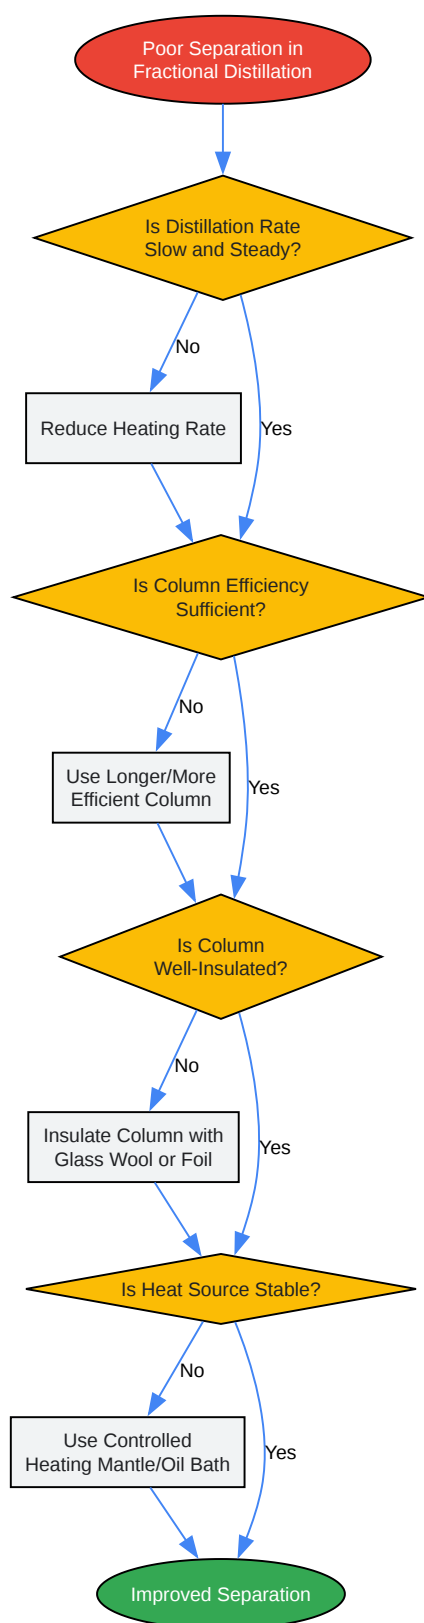 Poor Separation in
Fractional Distillation
Is Distillation Rate
Slow and Steady?
No
Reduce Heating Rate
Yes
Is Column Efficiency
Sufficient?
No
Use Longer/More
Efficient Column
Yes
Is Column
Well-Insulated?
No
Insulate Column with
Glass Wool or Foil
Yes
Is Heat Source Stable?
No
Use Controlled
Heating Mantle/Oil Bath
Yes
Improved Separation